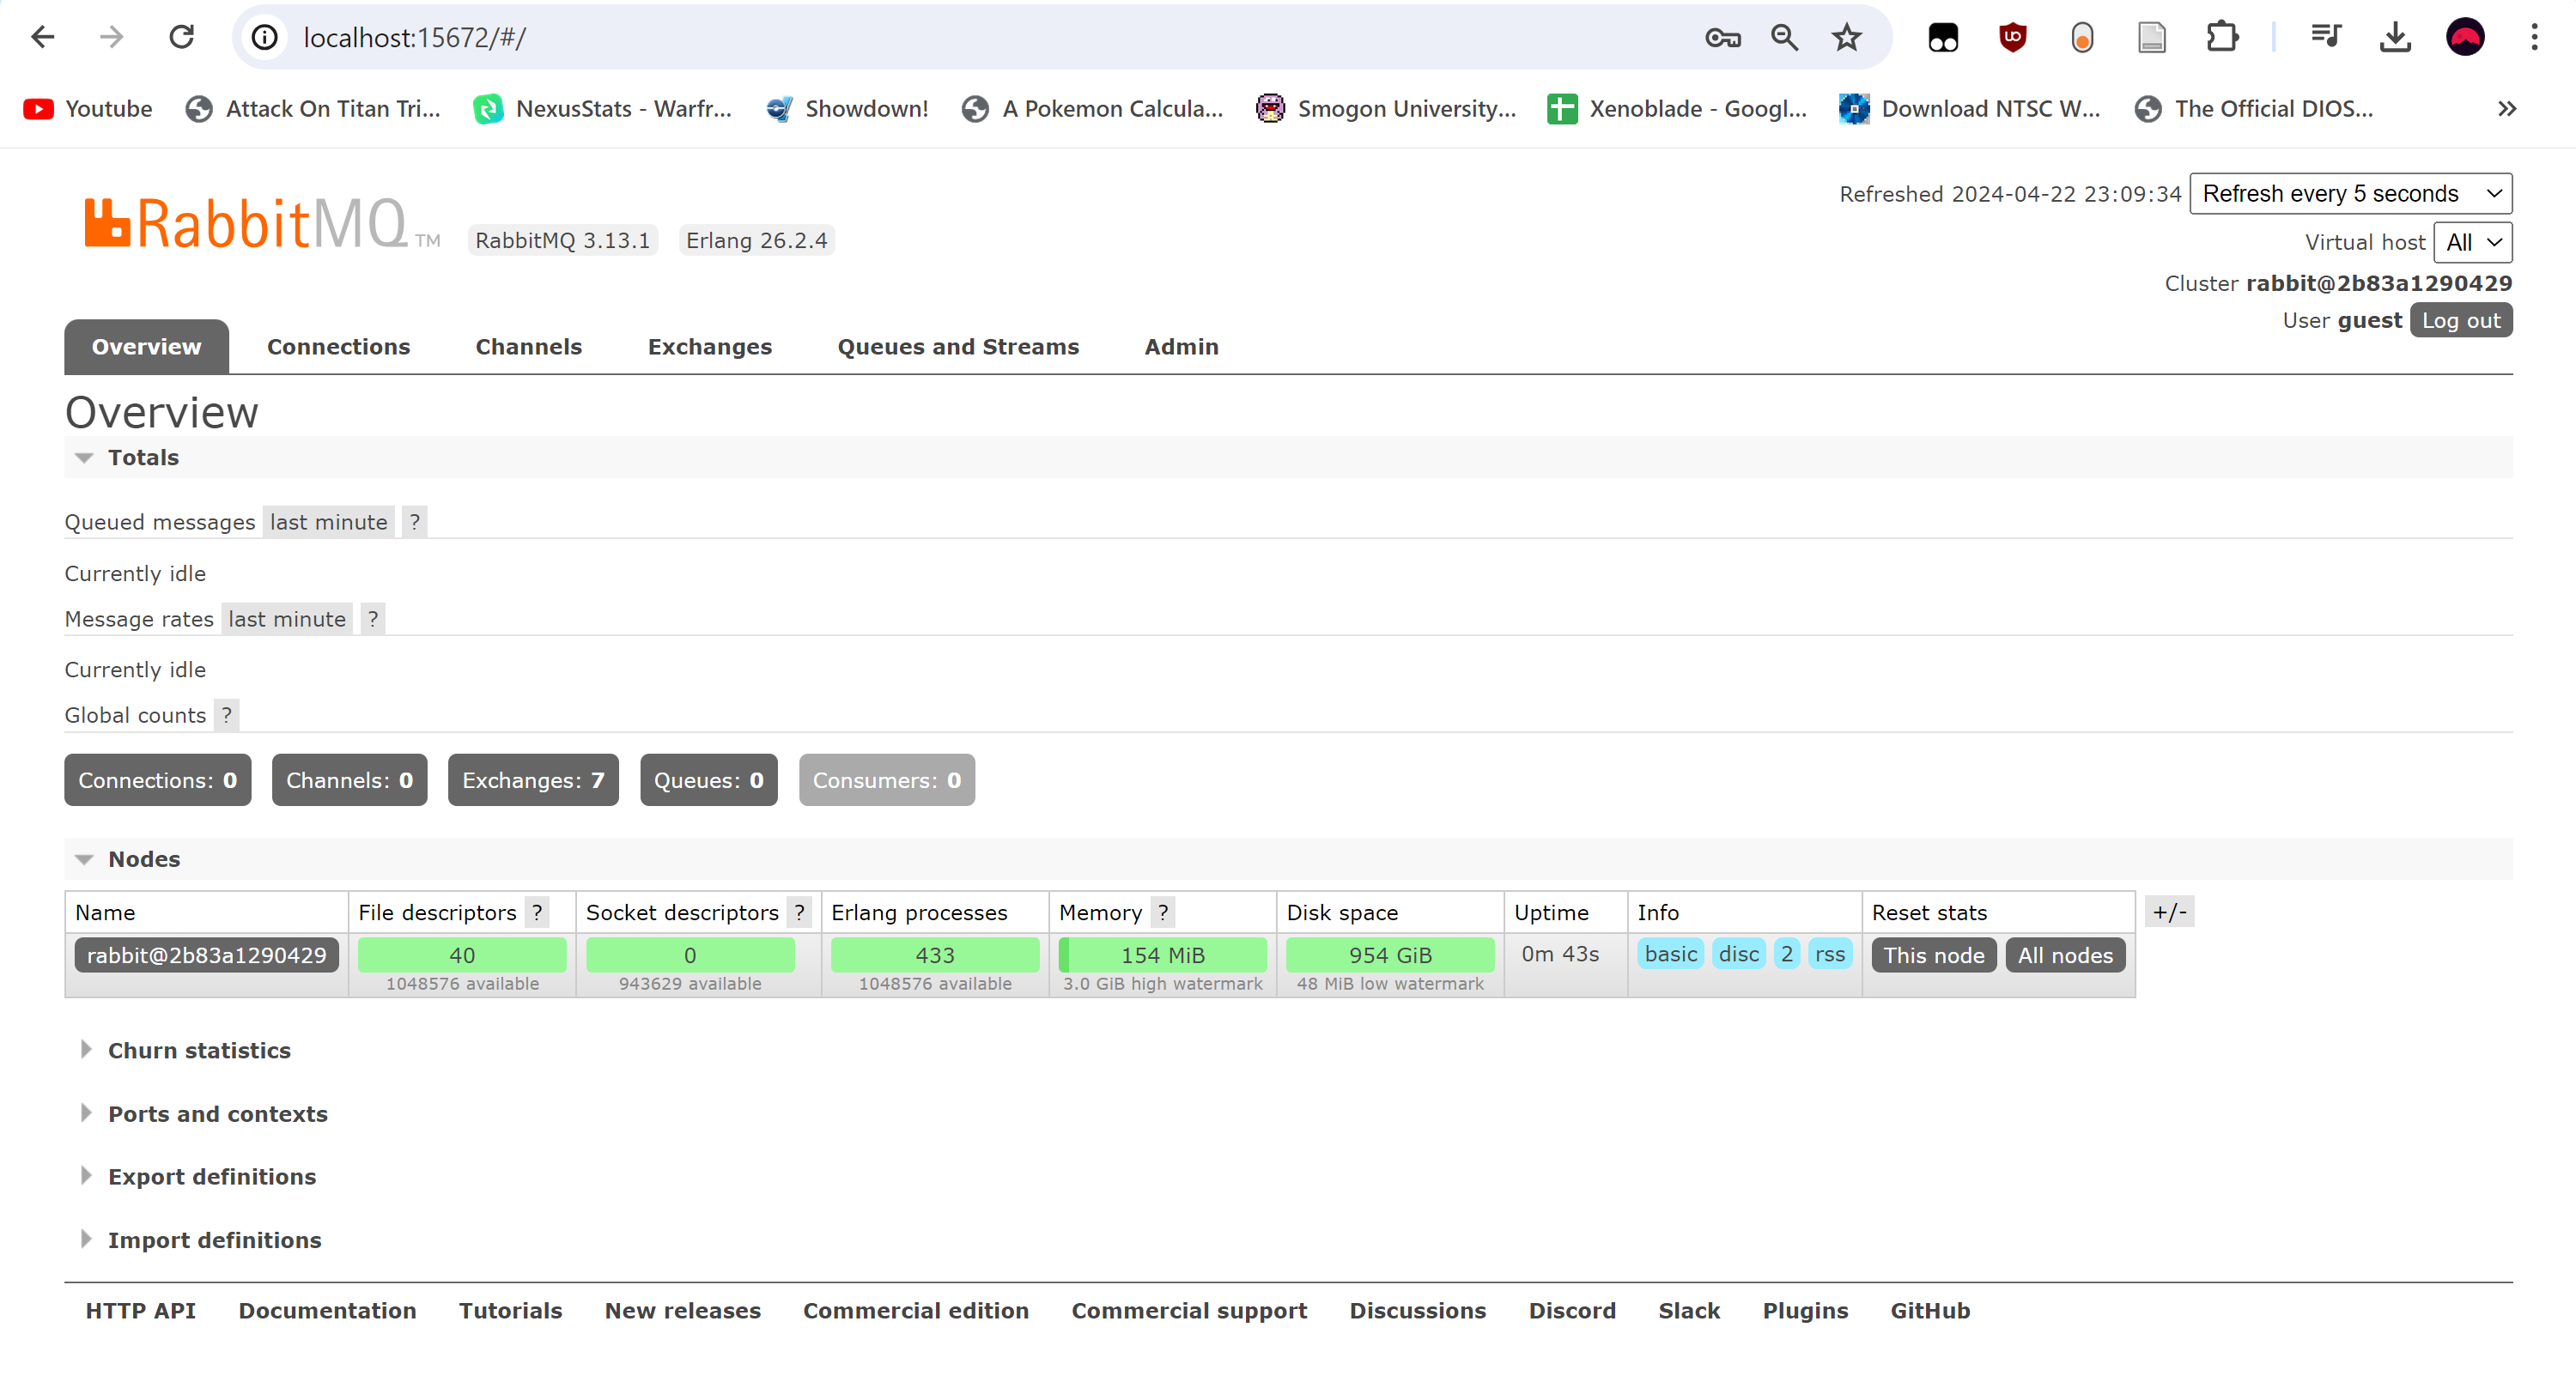 localhost:15672/#/
Youtube Attack On Titan Tri... NexusStats - Warfr... Showdown! A Pokemon Calcula... Smogon University... Xenoblade - Googl... Download NTSC W... The Official DIOS...
RabbitMQ TM RabbitMQ 3.13.1 Erlang 26.2.4
Refreshed 2024-04-22 23:09:34 Refresh every 5 seconds
Virtual host All
Cluster rabbit@2b83a1290429
User guest Log out
Overview Connections Channels Exchanges Queues and Streams Admin
Overview
Totals
Queued messages last minute ?
Currently idle
Message rates last minute ?
Currently idle
Global counts ?
Connections: 0 Channels: 0 Exchanges: 7 Queues: 0 Consumers: 0
Nodes
Name File descriptors ? Socket descriptors ? Erlang processes Memory ? Disk space Uptime Info Reset stats +/-
rabbit@2b83a1290429 40 0 433 154 MiB 954 GiB 0m 43s basic disc 2 rss This node All nodes
1048576 available 943629 available 1048576 available 3.0 GiB high watermark 48 MiB low watermark
Churn statistics
Ports and contexts
Export definitions
Import definitions
HTTP API Documentation Tutorials New releases Commercial edition Commercial support Discussions Discord Slack Plugins GitHub